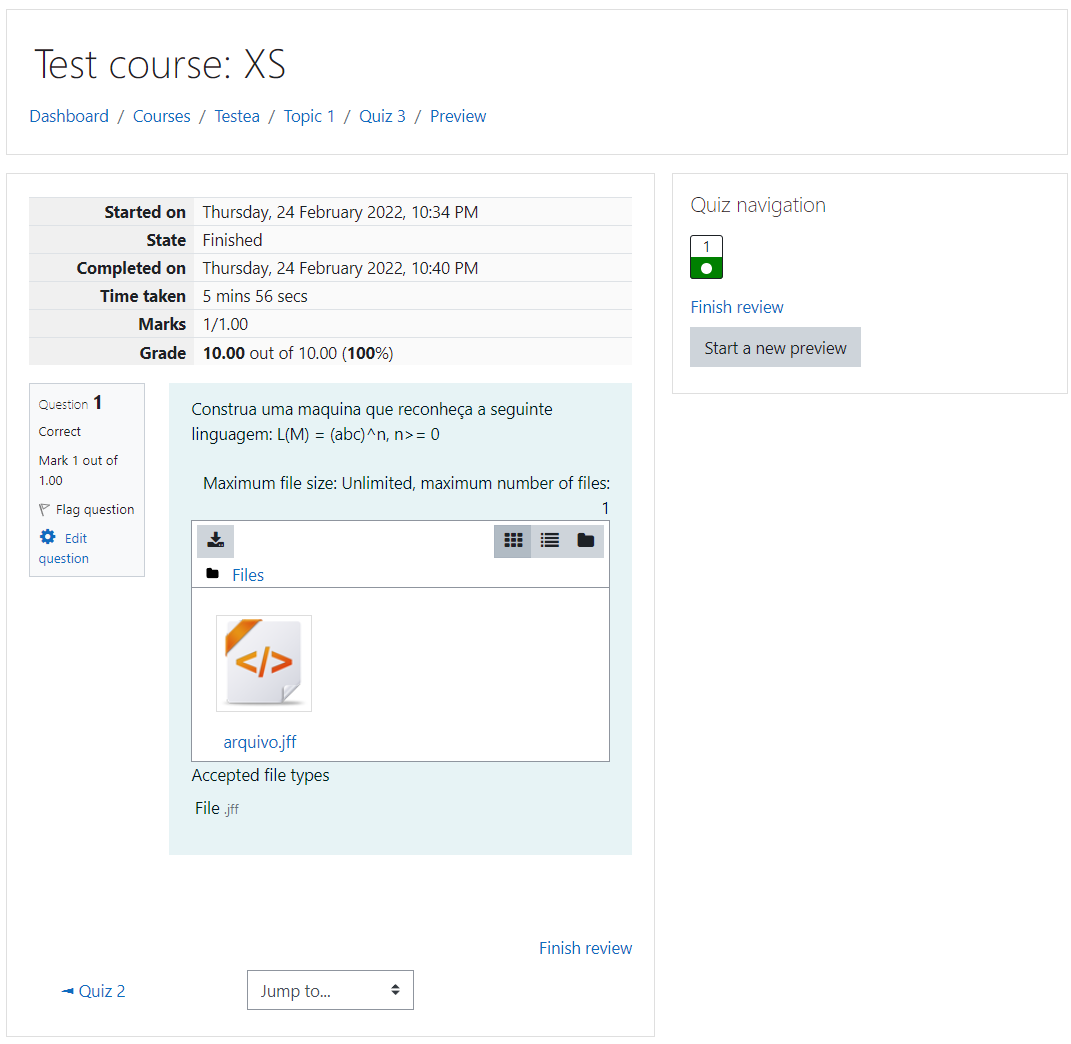 Test course: XS
Dashboard / Courses / Testea / Topic 1 / Quiz 3 / Preview
Started on Thursday, 24 February 2022, 10:34 PM
State Finished
Completed on Thursday, 24 February 2022, 10:40 PM
Time taken 5 mins 56 secs
Marks 1/1.00
Grade 10.00 out of 10.00 (100%)
Question 1
Correct
Mark 1 out of
1.00
Flag question
Edit
question
Construa uma maquina que reconheça a seguinte
linguagem: L(M) = (abc)^n, n>= 0
Maximum file size: Unlimited, maximum number of files:
1
Files
</>
arquivo.jff
Accepted file types
File .jff
Finish review
◄ Quiz 2
Jump to...
Quiz navigation
1
Finish review
Start a new preview